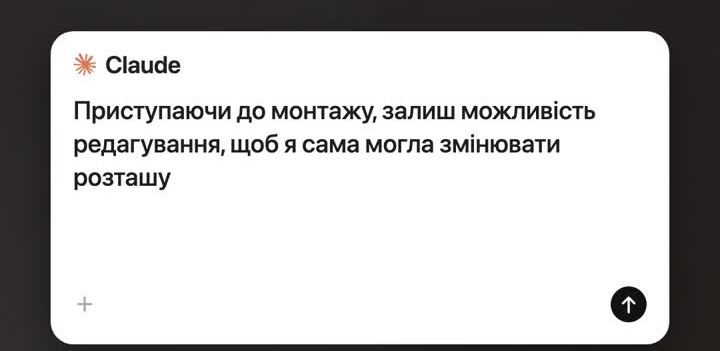 Claude
Приступаючи до монтажу, залиш можливість
редагування, щоб я сама могла змінювати
розташу